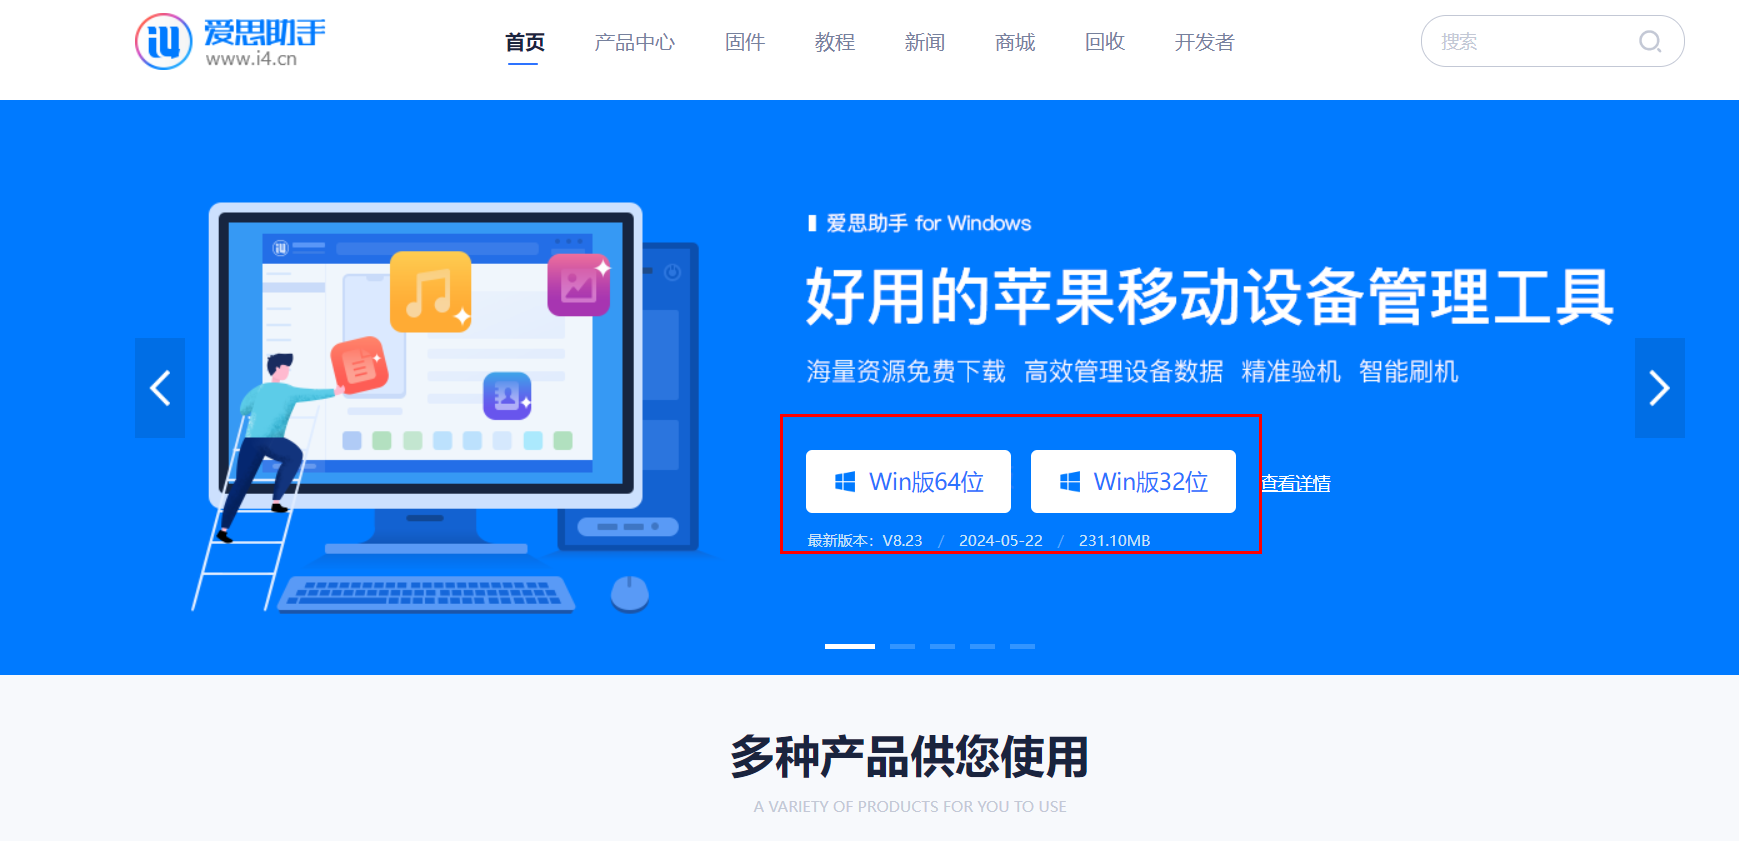 爱思助手
www.i4.cn
首页 产品中心 固件 教程 新闻 商城 回收 开发者
搜索
爱思助手 for Windows
好用的苹果移动设备管理工具
海量资源免费下载 高效管理设备数据 精准验机 智能刷机
Win版64位 Win版32位 查看详情
最新版本：V8.23 / 2024-05-22 / 231.10MB
多种产品供您使用
A VARIETY OF PRODUCTS FOR YOU TO USE